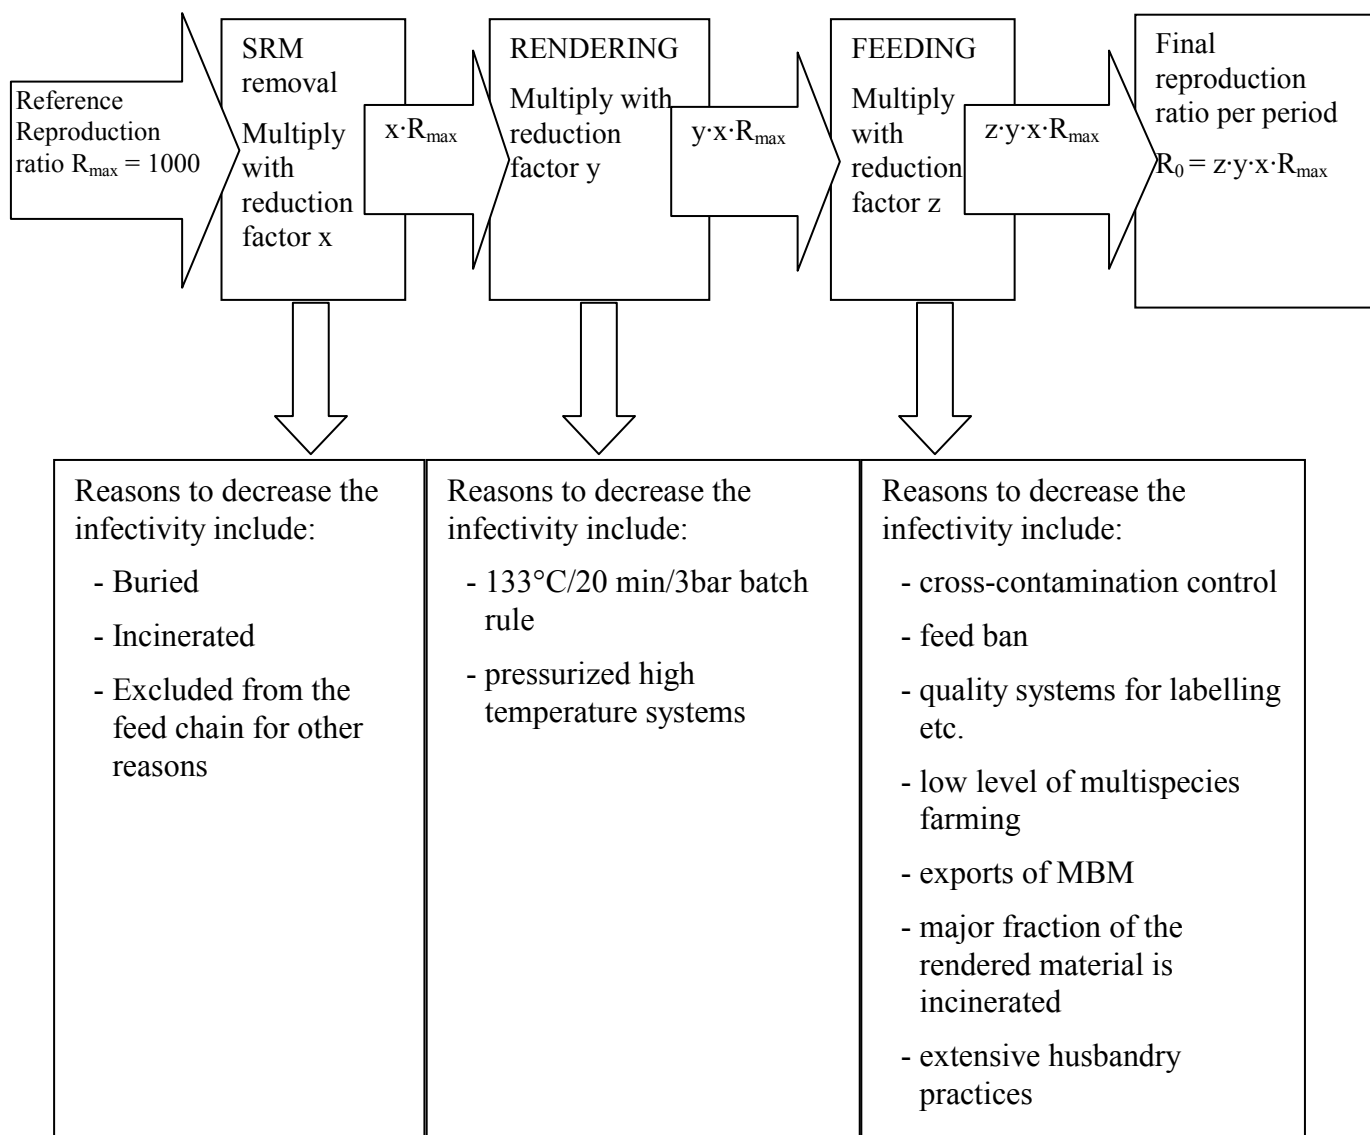 Reference
Reproduction
ratio Rmax = 1000
SRM
removal
Multiply
with
reduction
factor x
x·Rmax
RENDERING
Multiply with
reduction
factor y
y·x·Rmax
FEEDING
Multiply
with
reduction
factor z
z·y·x·Rmax
Final
reproduction
ratio per period
R0 = z·y·x·Rmax
Reasons to decrease the
infectivity include:
- Buried
- Incinerated
- Excluded from the
feed chain for other
reasons
Reasons to decrease the
infectivity include:
- 133°C/20 min/3bar batch
rule
- pressurized high
temperature systems
Reasons to decrease the
infectivity include:
- cross-contamination control
- feed ban
- quality systems for labelling
etc.
- low level of multispecies
farming
- exports of MBM
- major fraction of the
rendered material is
incinerated
- extensive husbandry
practices